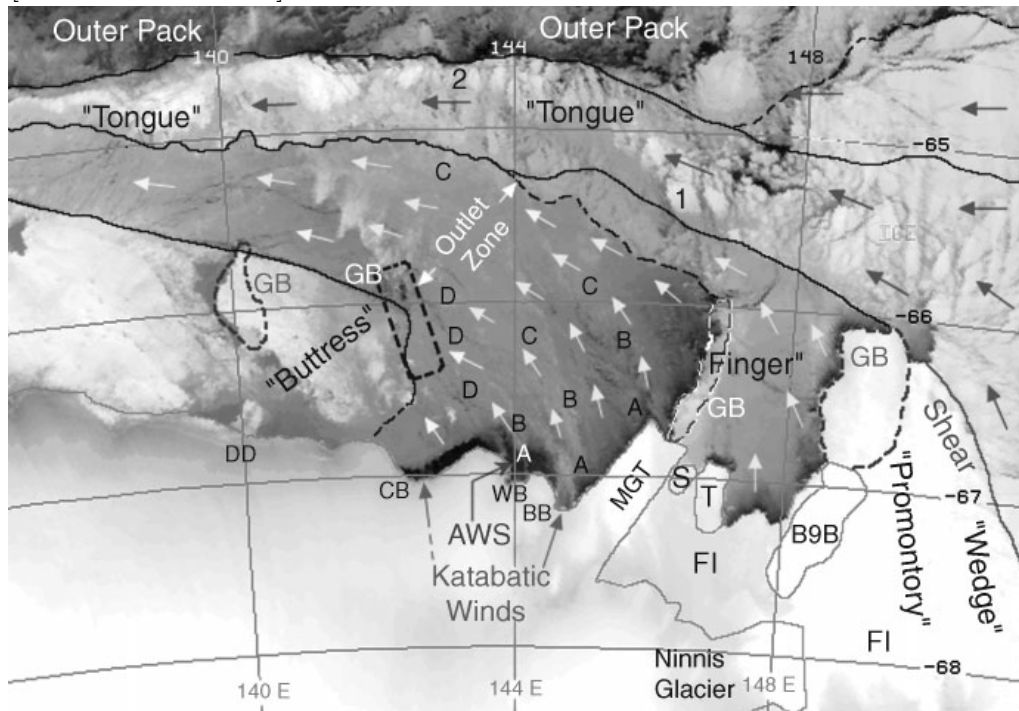 Outer Pack
Outer Pack
140
144
148
2
"Tongue"
"Tongue"
-65
C
1
Outlet
Zone
GB
GB
D
C
-66
"Buttress"
D
C
B
"Finger"
GB
GB
D
B
A
B
Shear
DD
A
A
MGT
S
"Promontory"
-67
CB
WB
T
BB
AWS
B9B
"Wedge"
FI
Katabatic
Winds
FI
Ninnis
Glacier
-68
140 E
144 E
148 E